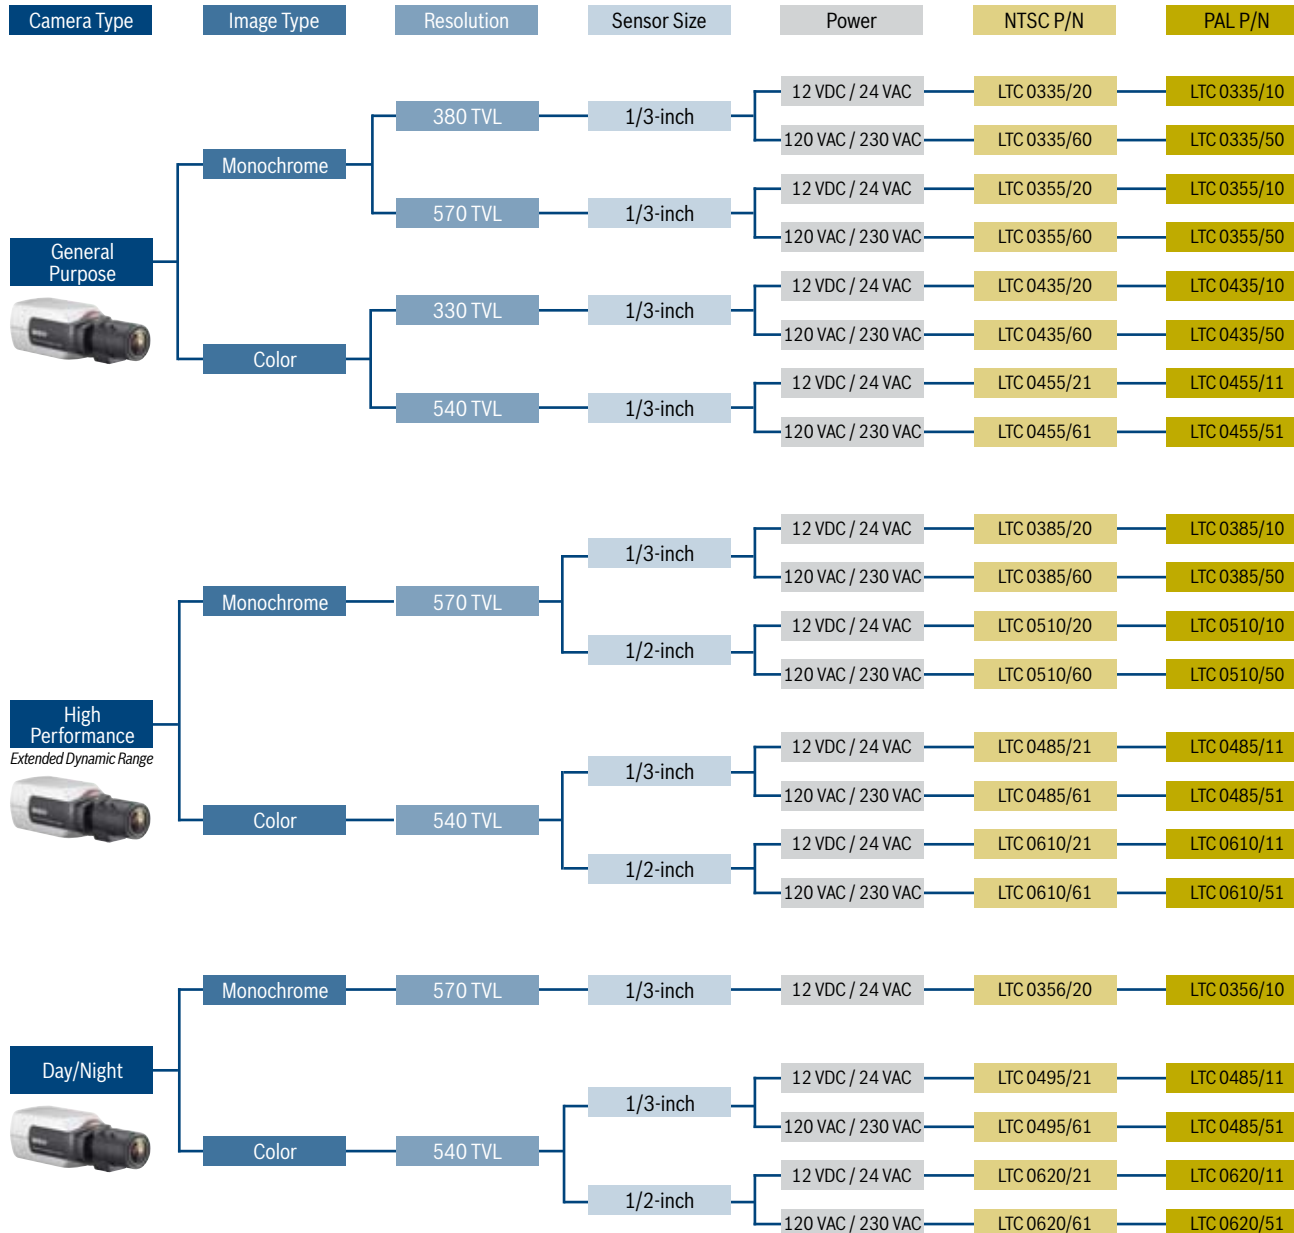 Camera Type Image Type Resolution Sensor Size Power NTSC P/N PAL P/N
12 VDC / 24 VAC LTC 0335/20 LTC 0335/10
380 TVL 1/3-inch
120 VAC / 230 VAC LTC 0335/60 LTC 0335/50
Monochrome
12 VDC / 24 VAC LTC 0355/20 LTC 0355/10
570 TVL 1/3-inch
120 VAC / 230 VAC LTC 0355/60 LTC 0355/50
General
Purpose
12 VDC / 24 VAC LTC 0435/20 LTC 0435/10
330 TVL 1/3-inch
120 VAC / 230 VAC LTC 0435/60 LTC 0435/50
Color
12 VDC / 24 VAC LTC 0455/21 LTC 0455/11
540 TVL 1/3-inch
120 VAC / 230 VAC LTC 0455/61 LTC 0455/51
12 VDC / 24 VAC LTC 0385/20 LTC 0385/10
1/3-inch
120 VAC / 230 VAC LTC 0385/60 LTC 0385/50
Monochrome 570 TVL
12 VDC / 24 VAC LTC 0510/20 LTC 0510/10
1/2-inch
120 VAC / 230 VAC LTC 0510/60 LTC 0510/50
High
Performance
Extended Dynamic Range
12 VDC / 24 VAC LTC 0485/21 LTC 0485/11
1/3-inch
120 VAC / 230 VAC LTC 0485/61 LTC 0485/51
Color 540 TVL
12 VDC / 24 VAC LTC 0610/21 LTC 0610/11
1/2-inch
120 VAC / 230 VAC LTC 0610/61 LTC 0610/51
Monochrome 570 TVL 1/3-inch 12 VDC / 24 VAC LTC 0356/20 LTC 0356/10
Day/Night
12 VDC / 24 VAC LTC 0495/21 LTC 0485/11
1/3-inch
120 VAC / 230 VAC LTC 0495/61 LTC 0485/51
Color 540 TVL
12 VDC / 24 VAC LTC 0620/21 LTC 0620/11
1/2-inch
120 VAC / 230 VAC LTC 0620/61 LTC 0620/51